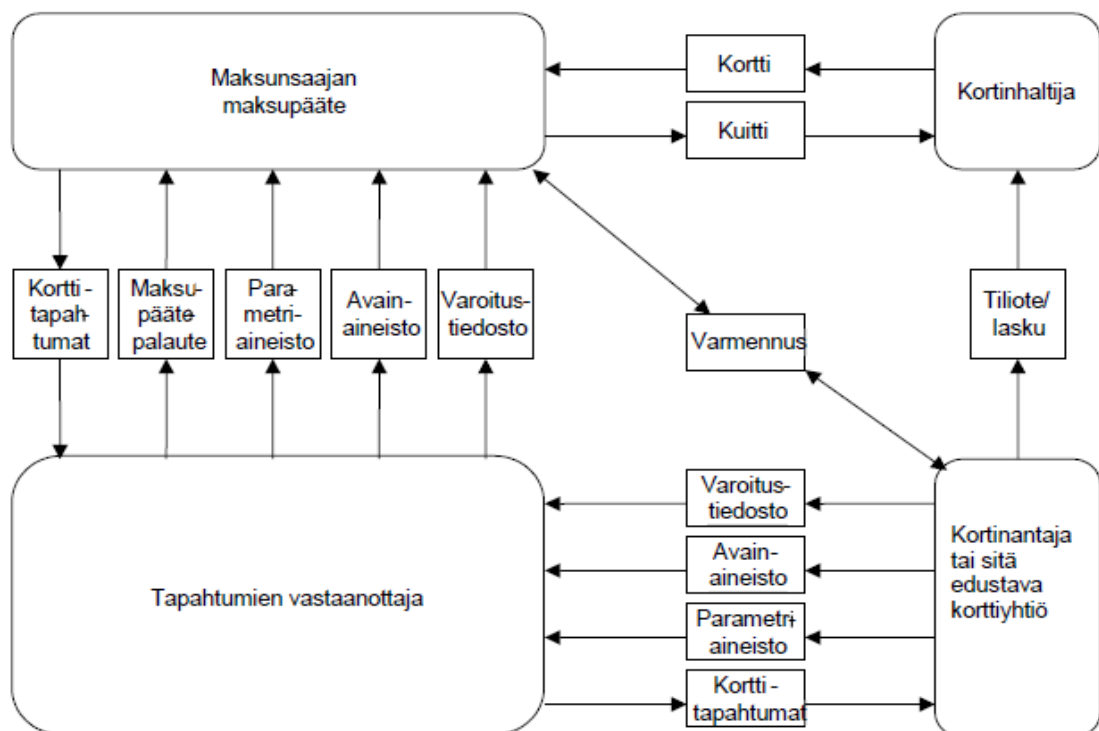 Maksunsaajan
maksupääte
Kortti
Kuitti
Kortinhaltija
Kortti-
tapah-
tumat
Maksu-
pääte-
palaute
Para-
metri-
aineisto
Avain-
aineisto
Varoitus-
tiedosto
Varmennus
Tiliote/
lasku
Tapahtumien vastaanottaja
Varoitus-
tiedosto
Avain-
aineisto
Parametri-
aineisto
Kortti-
tapahtumat
Kortinantaja
tai sitä
edustava
korttiyhtiö